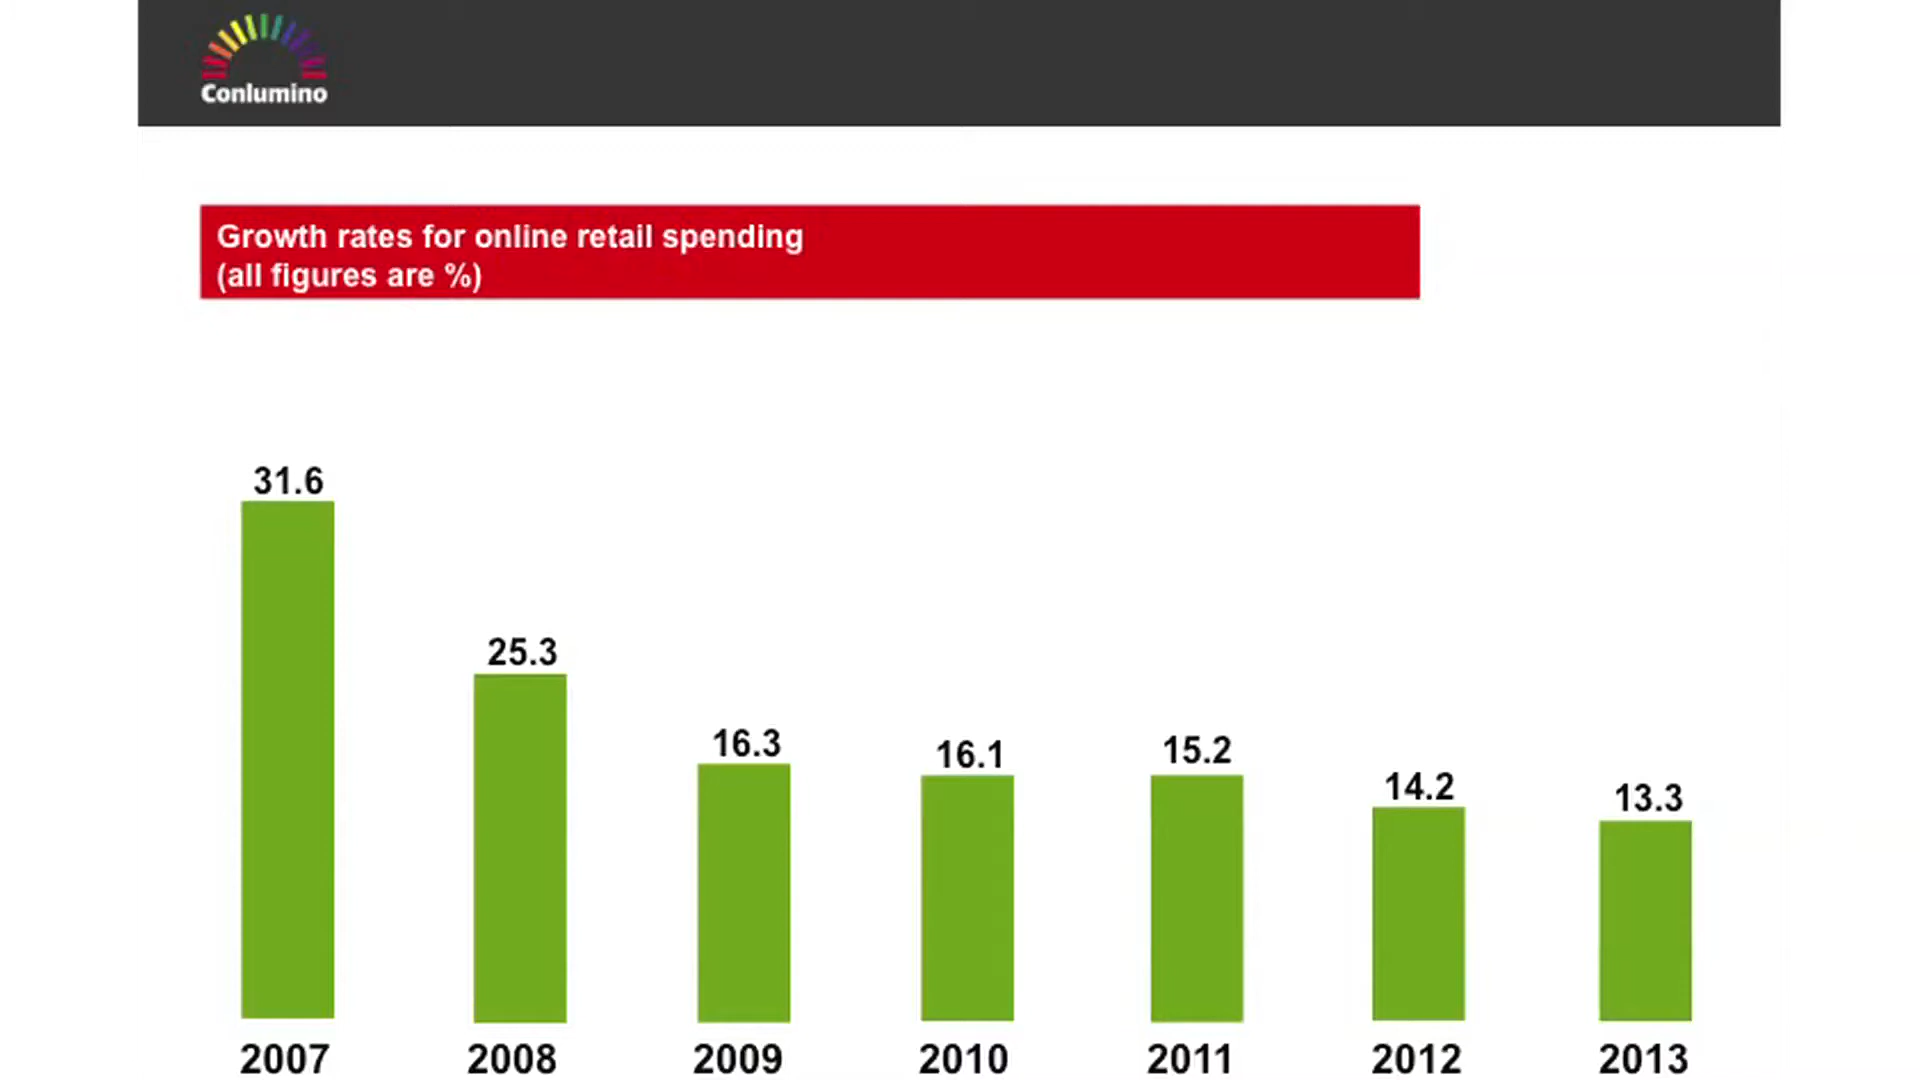 Conlumino
Growth rates for online retail spending
(all figures are %)
31.6
25.3
16.3
16.1
15.2
14.2
13.3
2007 2008 2009 2010 2011 2012 2013